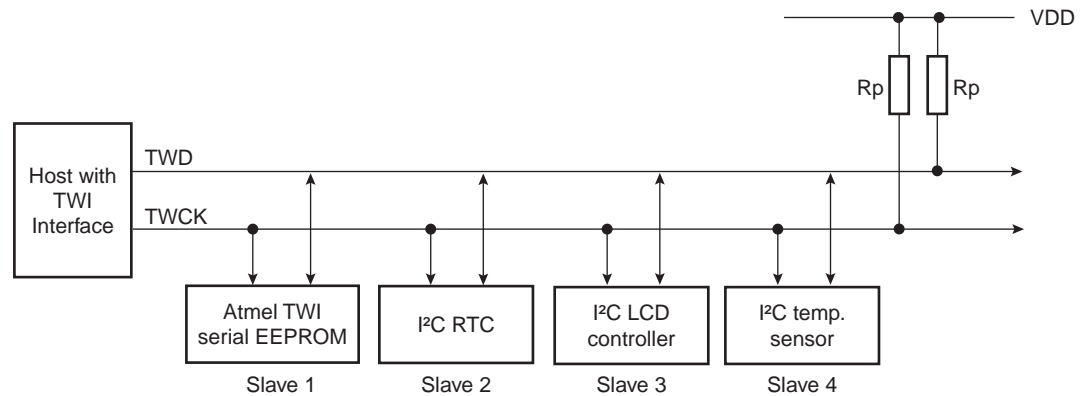 VDD
Rp
Rp
Host with
TWI
Interface
TWD
TWCK
Atmel TWI
serial EEPROM
Slave 1
I²C RTC
Slave 2
I²C LCD
controller
Slave 3
I²C temp.
sensor
Slave 4